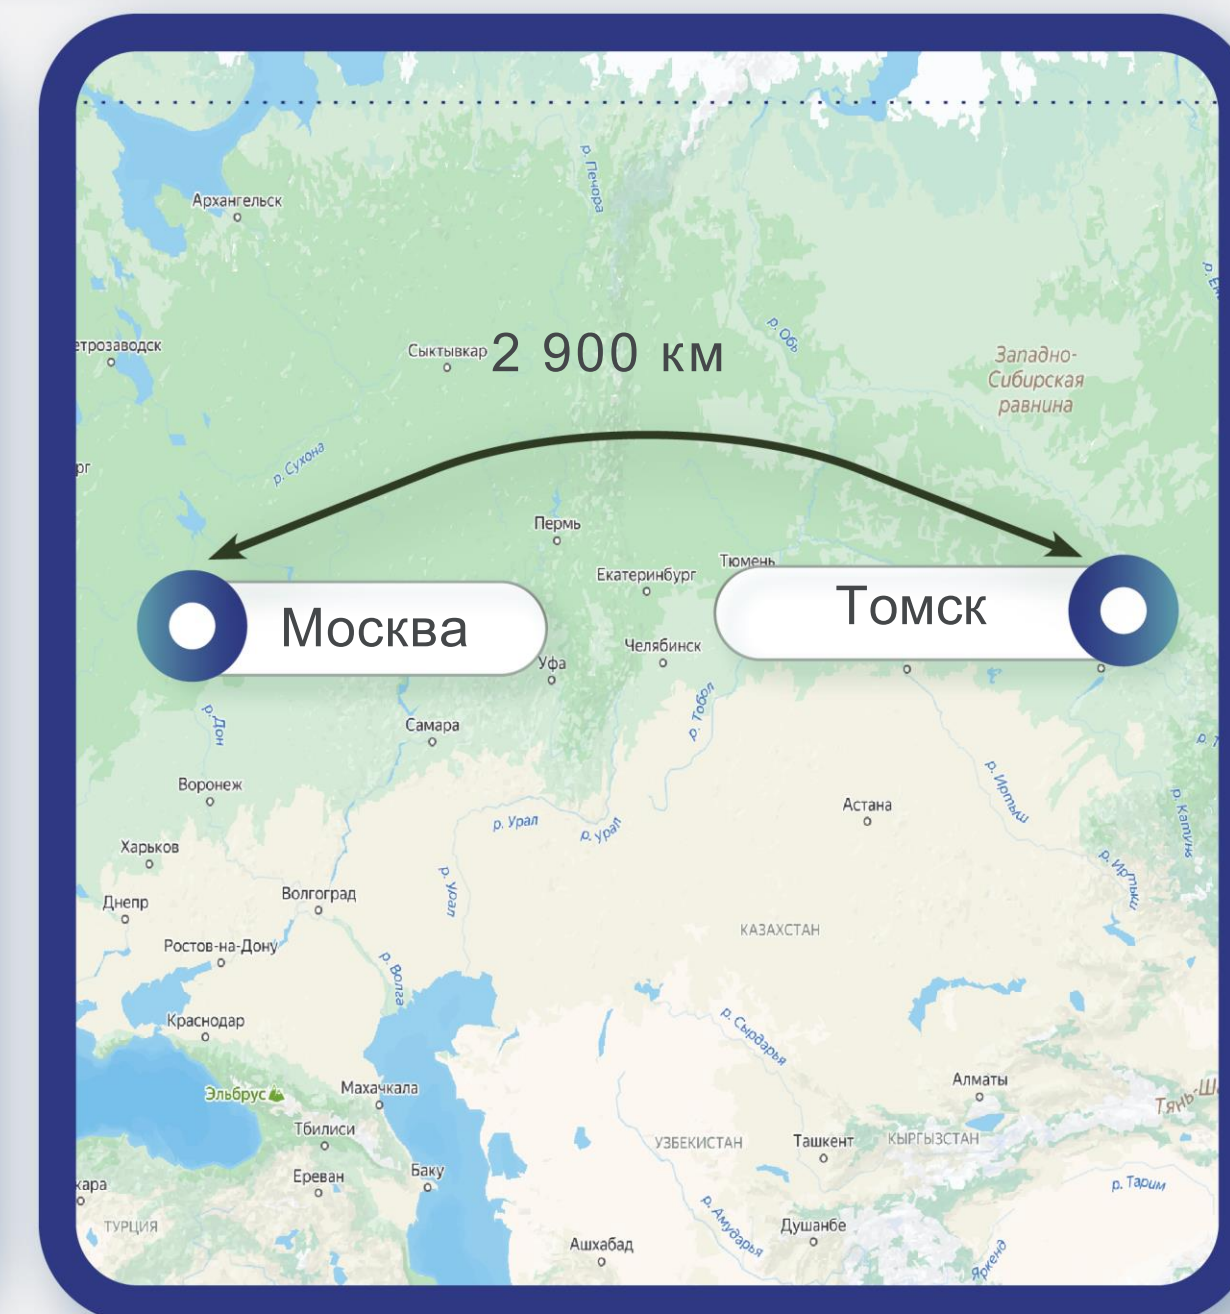 р. Печора
Архангельск
р. Обь
етрозаводск
Сыктывкар
2 900 км
Западно-
Сибирская
равнина
р. Сухона
рг
Пермь
Екатеринбург
Тюмень
Москва
Томск
Челябинск
Уфа
р. Дон
р. Тобол
Самара
Воронеж
р. Иртыш
р. Катунь
Астана
р. Урал
р. Урал
Харьков
р. Урал
р. Иртыш
Днепр
Волгоград
КАЗАХСТАН
Ростов-на-Дону
р. Волга
Краснодар
р. Сырдарья
Эльбрус
Махачкала
Алматы
Тянь-Ш
Тбилиси
УЗБЕКИСТАН
Ташкент
КЫРГЫЗСТАН
Ереван
Баку
кара
р. Тарим
ТУРЦИЯ
р. Амударья
Душанбе
Ашхабад
Яркенд